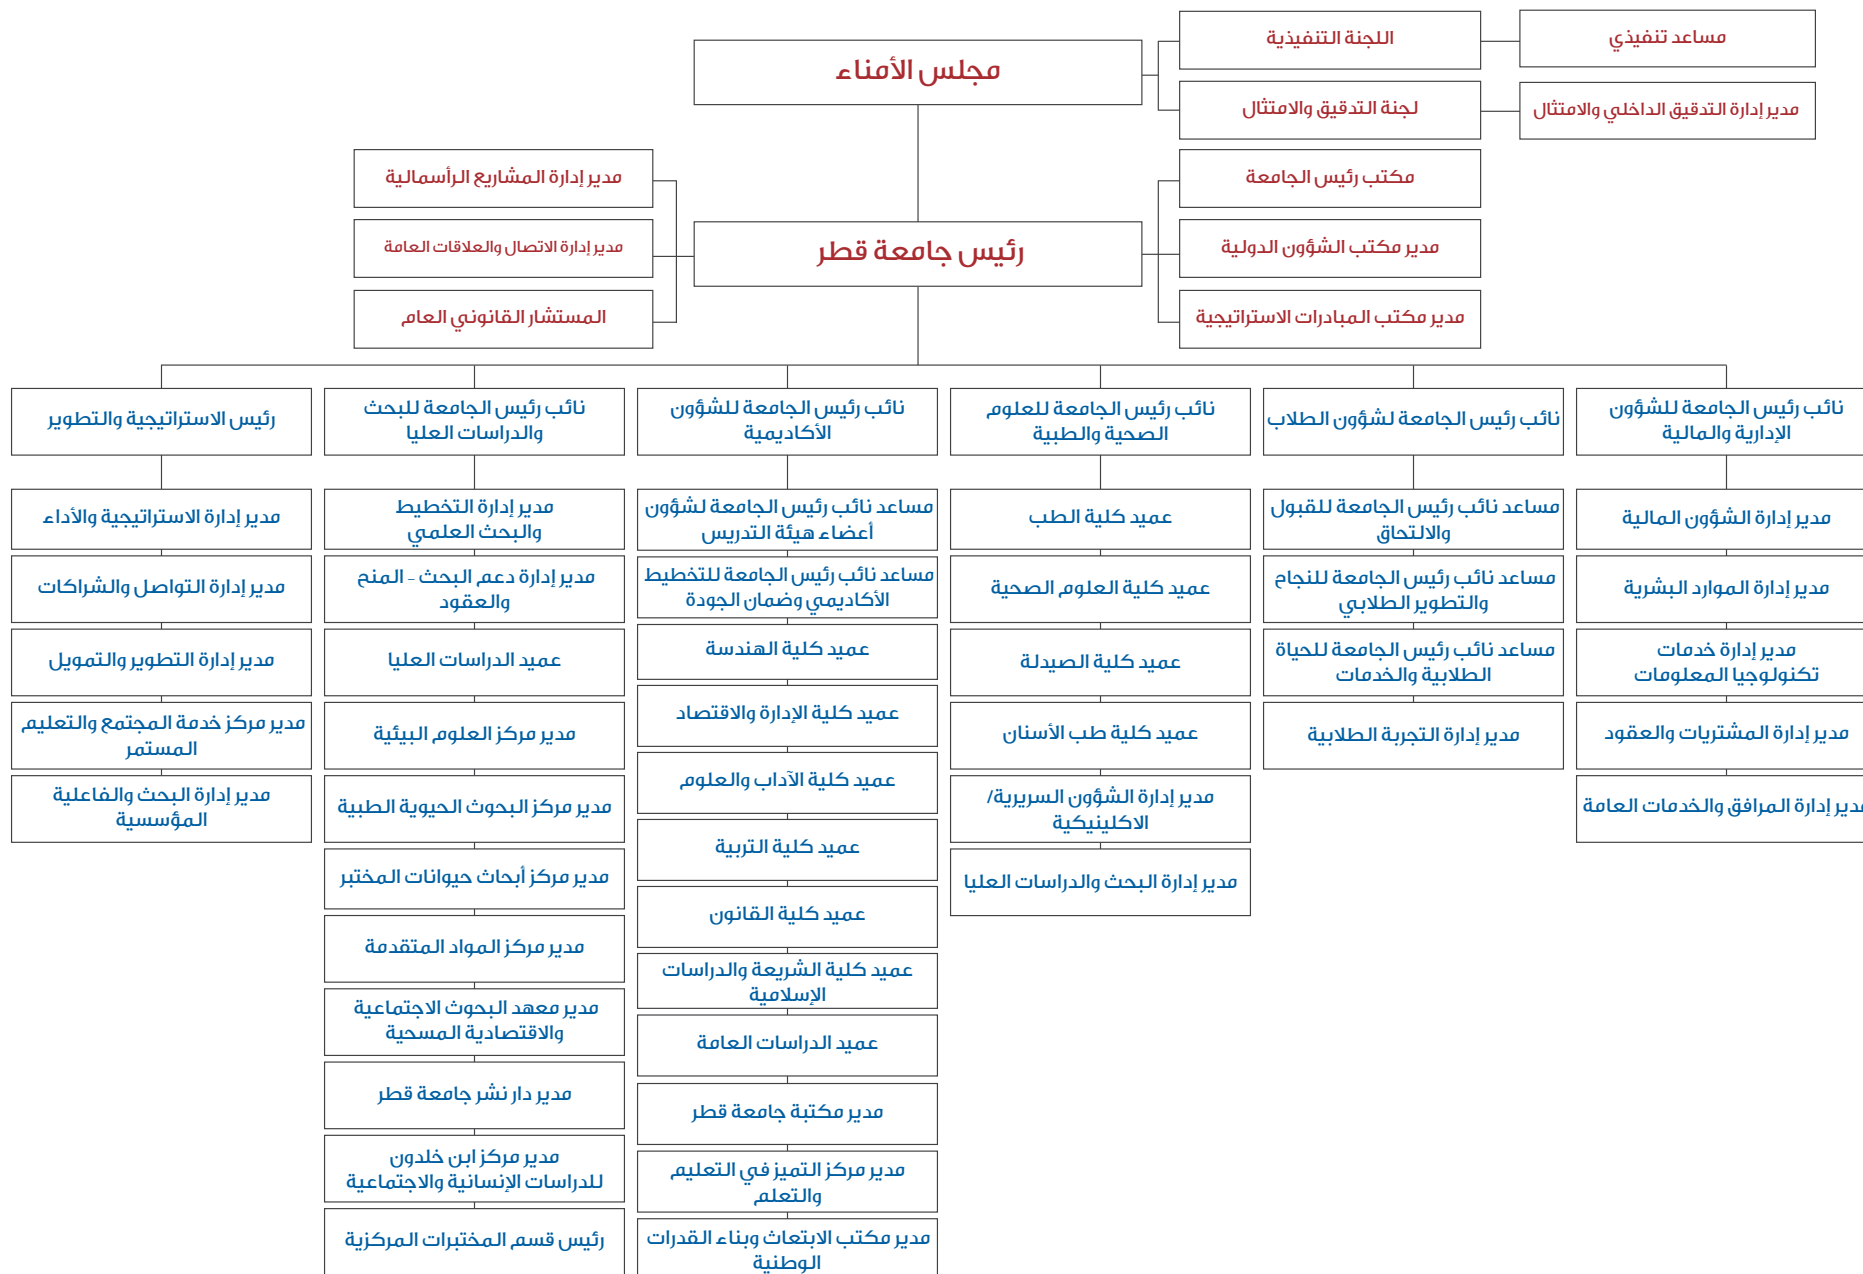 مجلس الأمناء
اللجنة التنفيذية
مساعد تنفيذي
لجنة التدقيق والامتثال
مدير إدارة التدقيق الداخلي والامتثال
رئيس جامعة قطر
مكتب رئيس الجامعة
مدير مكتب الشؤون الدولية
مدير مكتب المبادرات الاستراتيجية
مدير إدارة المشاريع الرأسمالية
مدير إدارة الاتصال والعلاقات العامة
المستشار القانوني العام
نائب رئيس الجامعة للشؤون
الإدارية والمالية
مدير إدارة الشؤون المالية
مدير إدارة الموارد البشرية
مدير إدارة خدمات
تكنولوجيا المعلومات
مدير إدارة المشتريات والعقود
مدير إدارة المرافق والخدمات العامة
نائب رئيس الجامعة لشؤون الطلاب
مساعد نائب رئيس الجامعة للقبول
والالتحاق
مساعد نائب رئيس الجامعة للنجاح
والتطوير الطلابي
مساعد نائب رئيس الجامعة للحياة
الطلابية والخدمات
مدير إدارة التجربة الطلابية
نائب رئيس الجامعة للعلوم
الصحية والطبية
عميد كلية الطب
عميد كلية العلوم الصحية
عميد كلية الصيدلة
عميد كلية طب الأسنان
مدير إدارة الشؤون السريرية/
الاكلينيكية
مدير إدارة البحث والدراسات العليا
نائب رئيس الجامعة للشؤون
الأكاديمية
مساعد نائب رئيس الجامعة لشؤون
أعضاء هيئة التدريس
مساعد نائب رئيس الجامعة للتخطيط
الأكاديمي وضمان الجودة
عميد كلية الهندسة
عميد كلية الإدارة والاقتصاد
عميد كلية الآداب والعلوم
عميد كلية التربية
عميد كلية القانون
عميد كلية الشريعة والدراسات
الإسلامية
عميد الدراسات العامة
مدير مكتبة جامعة قطر
مدير مركز التميز في التعليم
والتعلم
مدير مكتب الابتعاث وبناء القدرات
الوطنية
نائب رئيس الجامعة للبحث
والدراسات العليا
مدير إدارة التخطيط
والبحث العلمي
مدير إدارة دعم البحث - المنح
والعقود
عميد الدراسات العليا
مدير مركز العلوم البيئية
مدير مركز البحوث الحيوية الطبية
مدير مركز أبحاث حيوانات المختبر
مدير مركز المواد المتقدمة
مدير معهد البحوث الاجتماعية
والاقتصادية المسحية
مدير دار نشر جامعة قطر
مدير مركز ابن خلدون
للدراسات الإنسانية والاجتماعية
رئيس قسم المختبرات المركزية
رئيس الاستراتيجية والتطوير
مدير إدارة الاستراتيجية والأداء
مدير إدارة التواصل والشراكات
مدير إدارة التطوير والتمويل
مدير مركز خدمة المجتمع والتعليم
المستمر
مدير إدارة البحث والفاعلية
المؤسسية